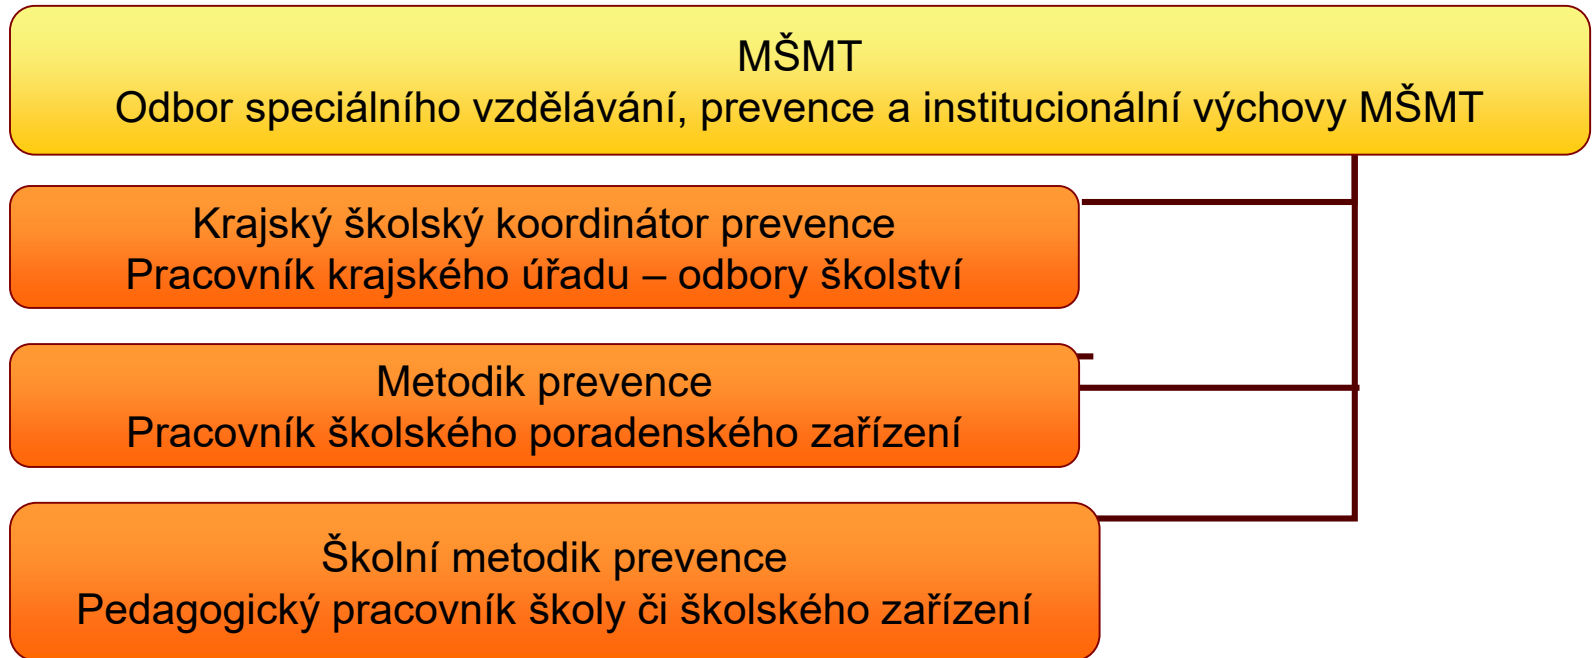 MŠMT
Odbor speciálního vzdělávání, prevence a institucionální výchovy MŠMT
Krajský školský koordinátor prevence
Pracovník krajského úřadu – odbory školství
Metodik prevence
Pracovník školského poradenského zařízení
Školní metodik prevence
Pedagogický pracovník školy či školského zařízení